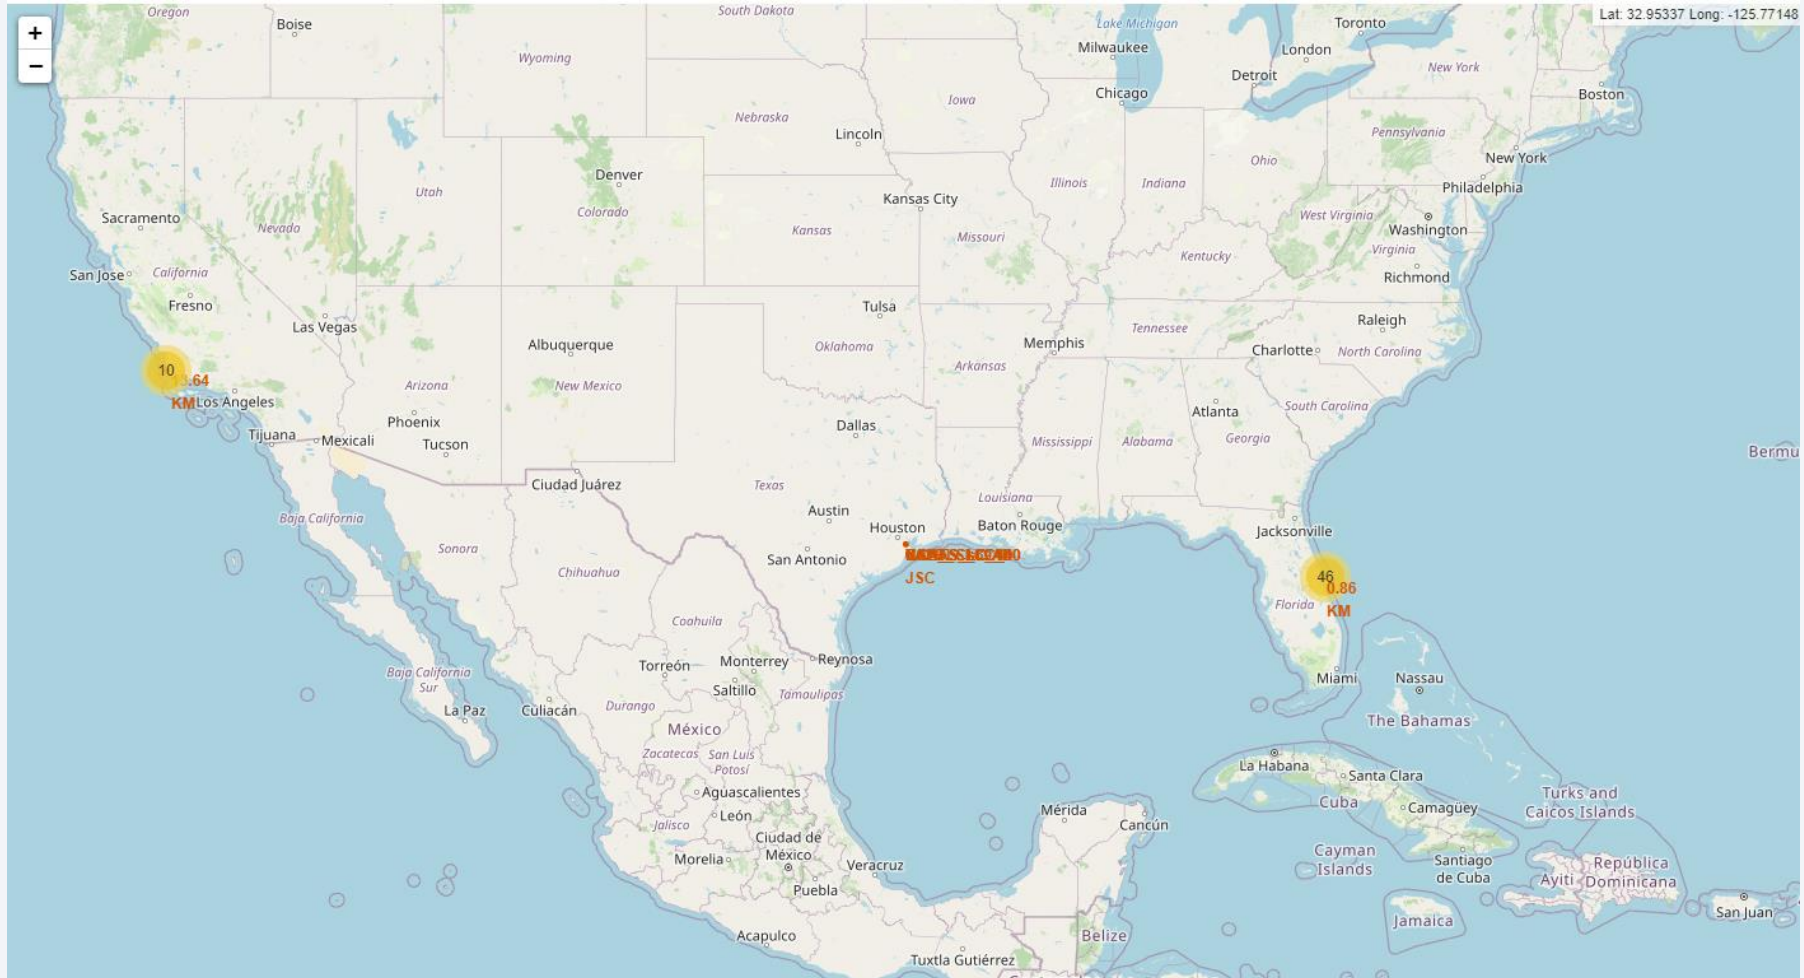 Lat: 32.95337 Long: -125.77148
+
−
Oregon
Boise
South Dakota
Lake Michigan
Toronto
Milwaukee
London
Wyoming
Detroit
New York
Chicago
Boston
Iowa
Nebraska
Lincoln
Pennsylvania
Ohio
New York
Denver
Utah
Colorado
Illinois
Indiana
Philadelphia
Kansas City
Sacramento
Nevada
Kansas
Missouri
West Virginia
Washington
Virginia
Kentucky
San Jose
California
Richmond
Fresno
Tulsa
Las Vegas
Tennessee
Raleigh
Albuquerque
Oklahoma
Memphis
Charlotte
North Carolina
10
Arkansas
Arizona
New Mexico
KM
Los Angeles
South Carolina
Atlanta
Phoenix
Dallas
Tijuana
Mexicali
Tucson
Mississippi
Alabama
Georgia
Ciudad Juárez
Texas
Louisiana
Baja California
Austin
Houston
Baton Rouge
Jacksonville
Sonora
San Antonio
Chihuahua
JSC
46
0.86
KM
Florida
Coahuila
Torreón
Monterrey
Reynosa
Baja California
Sur
Saltillo
Tamaulipas
Miami
Nassau
La Paz
Culiacán
Durango
The Bahamas
México
Zacatecas
San Luis
Potosí
La Habana
Santa Clara
Aguascalientes
Cuba
Camagüey
Turks and
Caicos Islands
León
Mérida
Jalisco
Cancún
Ciudad de
México
Morelia
Veracruz
Cayman
Islands
Santiago
de Cuba
República
Dominicana
Ayiti
Puebla
San Juan
Jamaica
Acapulco
Belize
Tuxtla Gutiérrez